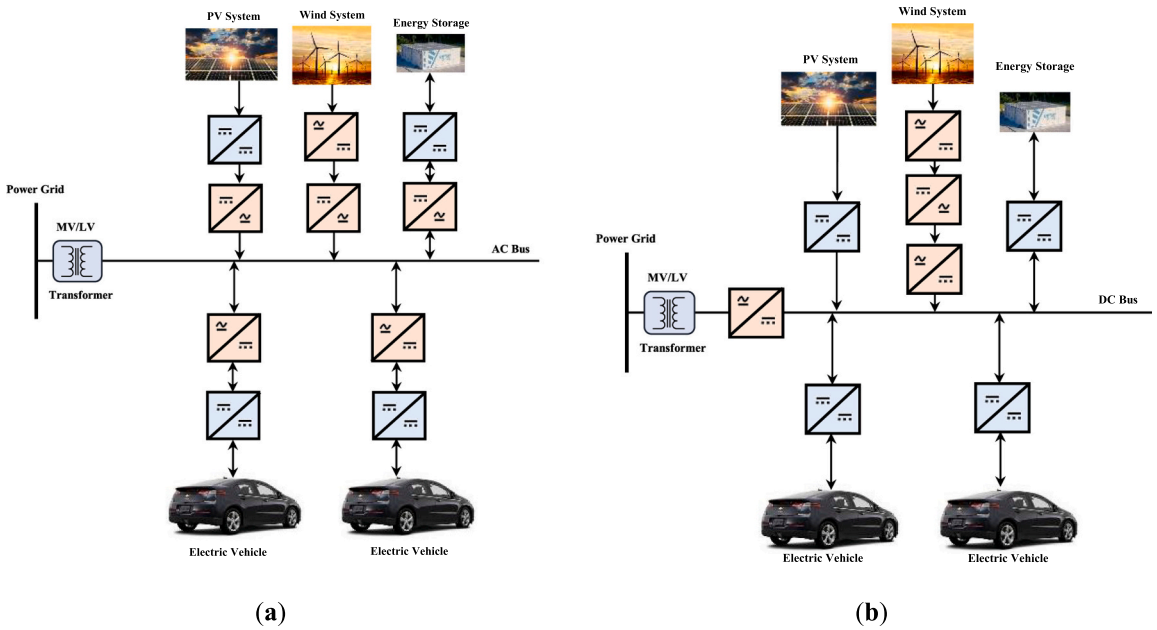 PV System
Wind System
Energy Storage
Power Grid
MV/LV
Transformer
AC Bus
Electric Vehicle
Electric Vehicle
(a)
Wind System
PV System
Energy Storage
Power Grid
MV/LV
Transformer
DC Bus
Electric Vehicle
Electric Vehicle
(b)